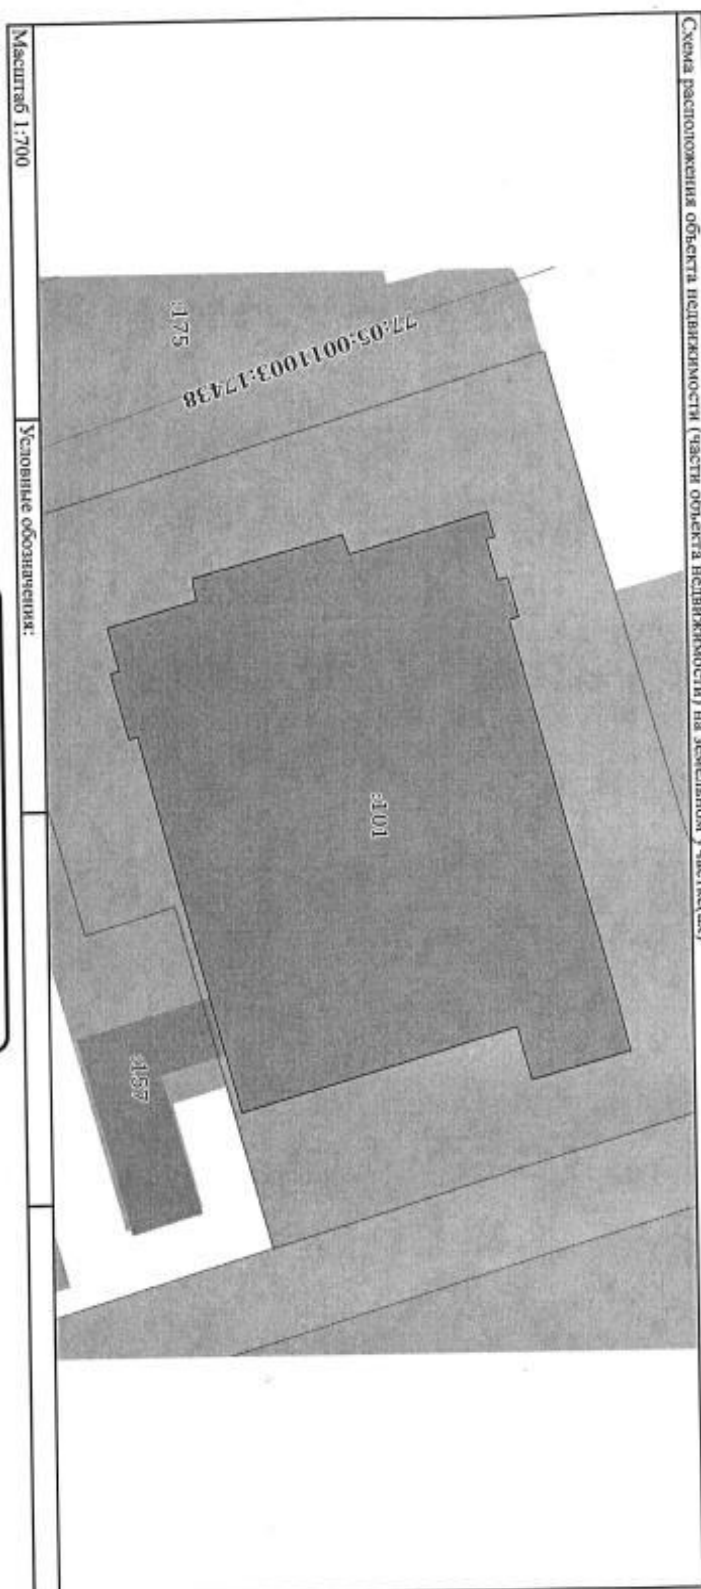 Схема расположения объекта недвижимости (части объекта недвижимости) на земельном участке(ах)
:175
77:05:0011003:17438
:101
:157
Масштаб 1:700
Условные обозначения: